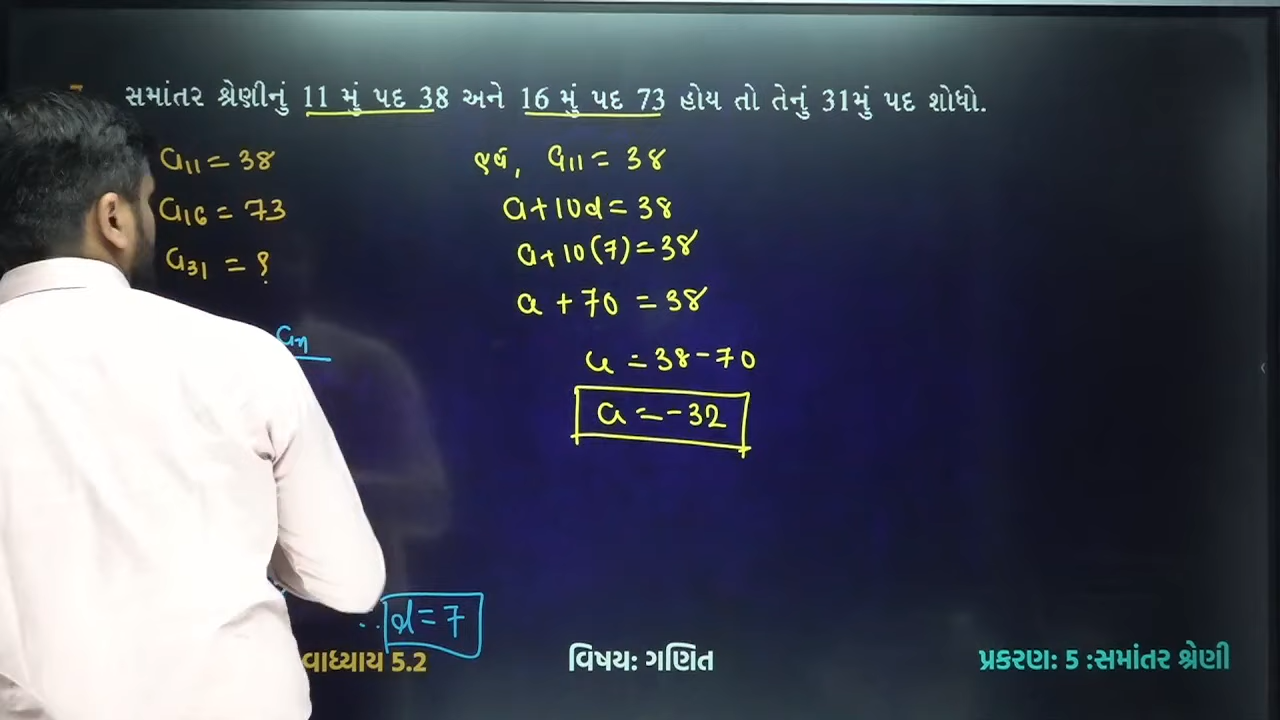 સમાંતર શ્રેણીનું 11 મું પદ 38 અને 16 મું પદ 73 હોય તો તેનું 31મું પદ શોધો.
a11 = 38
a16 = 73
a31 = ?
an
∴ d = 7
હવે, a11 = 38
a + 10d = 38
a + 10(7) = 38
a + 70 = 38
a = 38 - 70
a = -32
વાધ્યાય 5.2
વિષય: ગણિત
પ્રકરણ: 5 :સમાંતર શ્રેણી